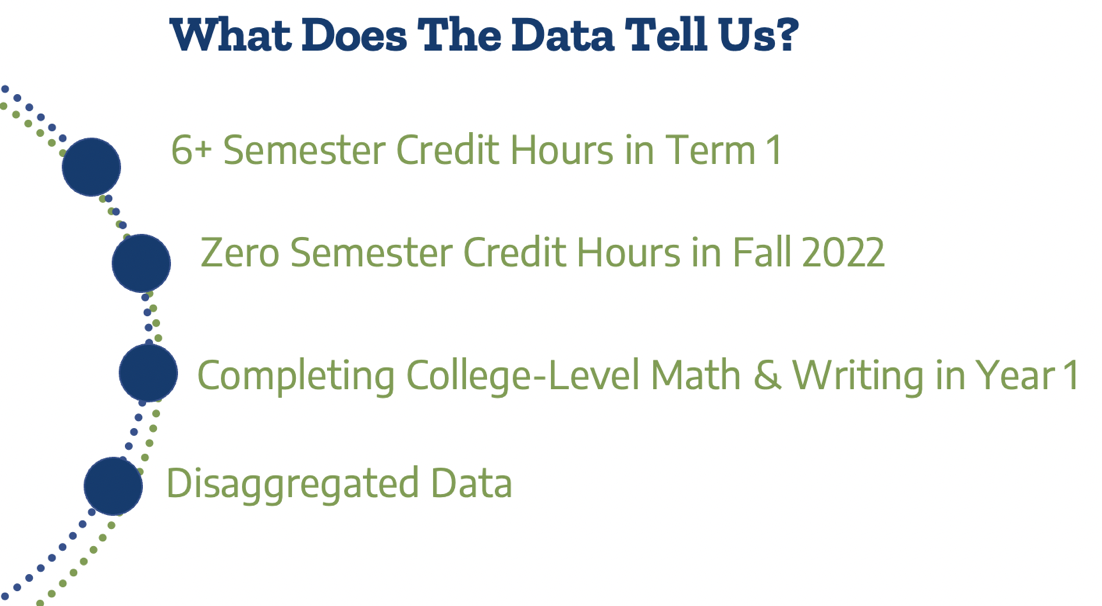 What Does The Data Tell Us?
6+ Semester Credit Hours in Term 1
Zero Semester Credit Hours in Fall 2022
Completing College-Level Math & Writing in Year 1
Disaggregated Data